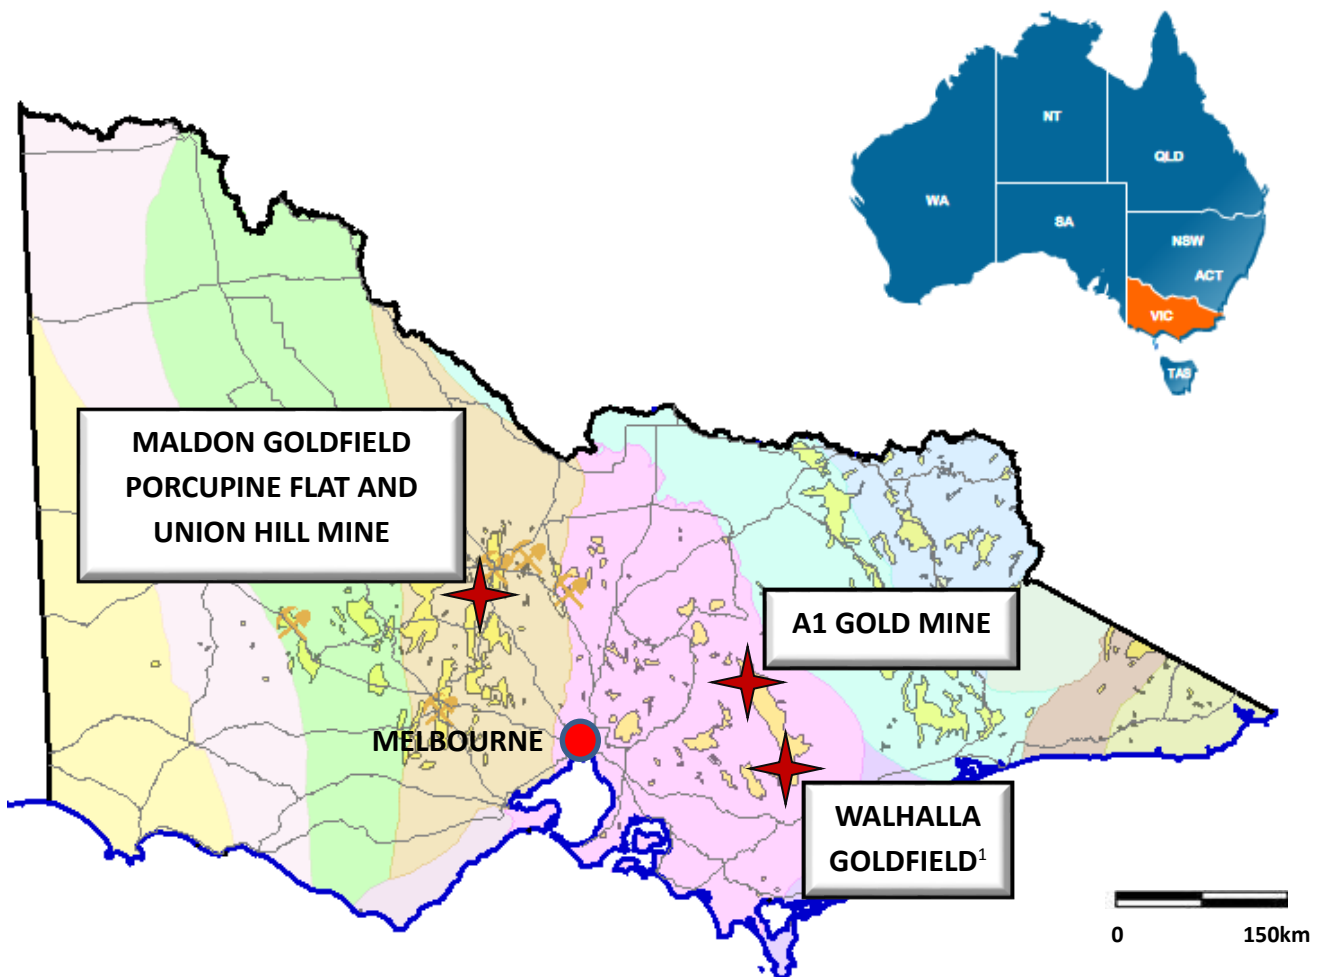 NT
QLD
WA
SA
NSW
ACT
VIC
TAS
MALDON GOLDFIELD
PORCUPINE FLAT AND
UNION HILL MINE
A1 GOLD MINE
MELBOURNE
WALHALLA
GOLDFIELD¹
0 150km